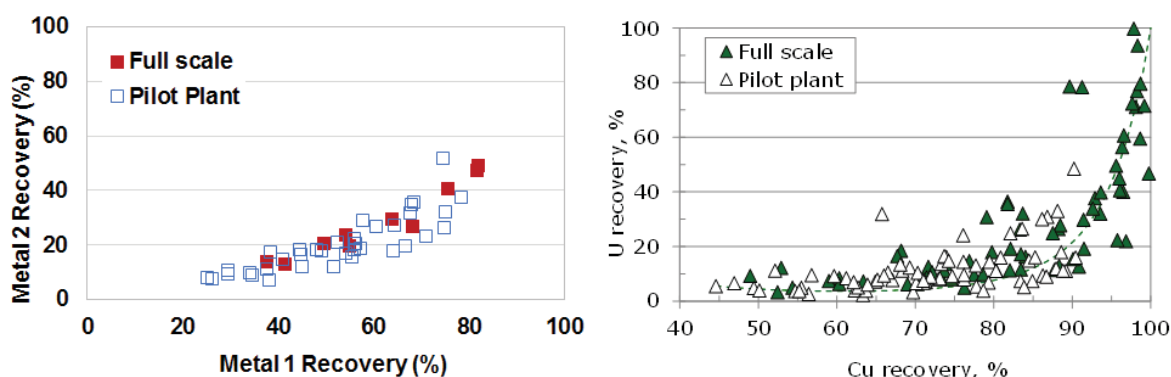 100
80
60
40
20
0
Metal 2 Recovery (%)
Full scale
Pilot Plant
0 20 40 60 80 100
Metal 1 Recovery (%)
100
80
60
40
20
0
U recovery, %
Full scale
Pilot plant
40 50 60 70 80 90 100
Cu recovery, %